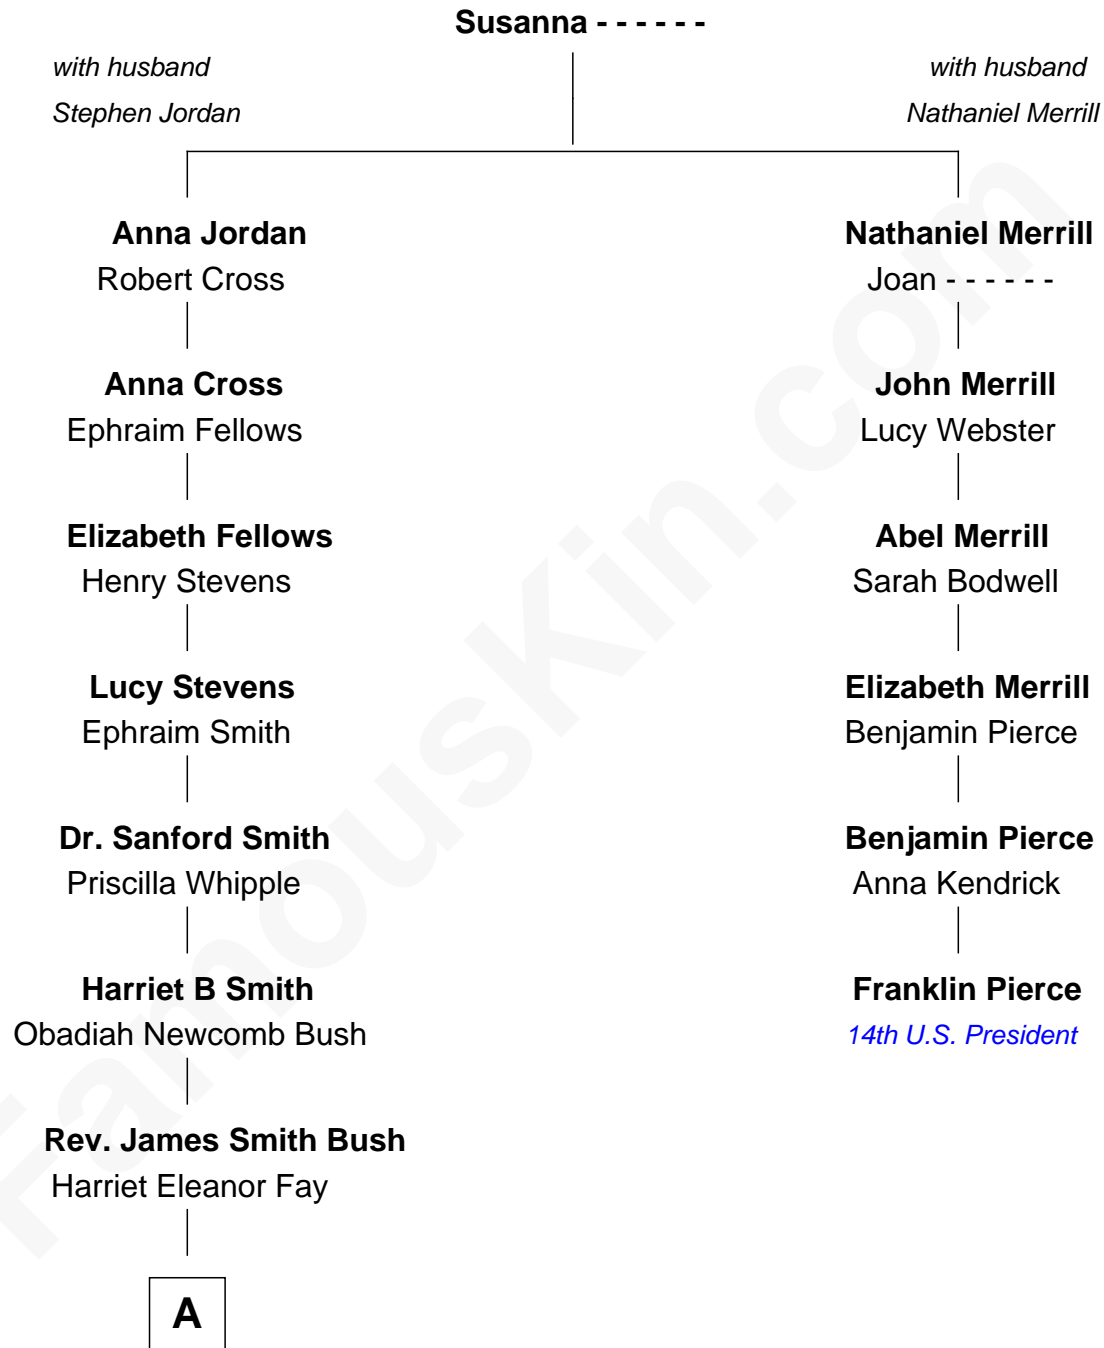 Susanna - - - - - -
with husband
Stephen Jordan
with husband
Nathaniel Merrill
Anna Jordan
Robert Cross
Nathaniel Merrill
Joan - - - - - -
Anna Cross
Ephraim Fellows
John Merrill
Lucy Webster
Elizabeth Fellows
Henry Stevens
Abel Merrill
Sarah Bodwell
Lucy Stevens
Ephraim Smith
Elizabeth Merrill
Benjamin Pierce
Dr. Sanford Smith
Priscilla Whipple
Benjamin Pierce
Anna Kendrick
Harriet B Smith
Obadiah Newcomb Bush
Franklin Pierce
14th U.S. President
Rev. James Smith Bush
Harriet Eleanor Fay
A
FamousKin.com